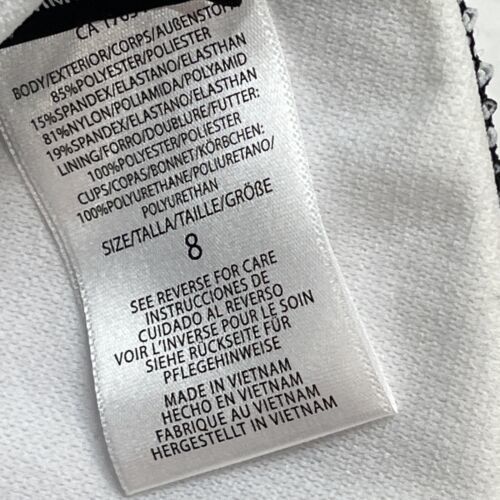 BODY/EXTERIOR/CORPS/AUßENSTOFF
85%POLYESTER/POLIESTER
15%SPANDEX/ELASTANO/ELASTHAN
81%NYLON/POLIAMIDA/POLYAMID
19%SPANDEX/ELASTANO/ELASTHAN
LINING/FORRO/DOUBLURE/FUTTER:
100%POLYESTER/POLIESTER
CUPS/COPAS/BONNET/KÖRBCHEN:
100%POLYURETHANE/POLIURETANO/
POLYURETHAN
SIZE/TALLA/TAILLE/GRÖßE
8
SEE REVERSE FOR CARE
INSTRUCCIONES DE
CUIDADO AL REVERSO
VOIR L'INVERSE POUR LE SOIN
SIEHE RÜCKSEITE FÜR
PFLEGEHINWEISE
MADE IN VIETNAM
HECHO EN VIETNAM
FABRIQUE AU VIETNAM
HERGESTELLT IN VIETNAM